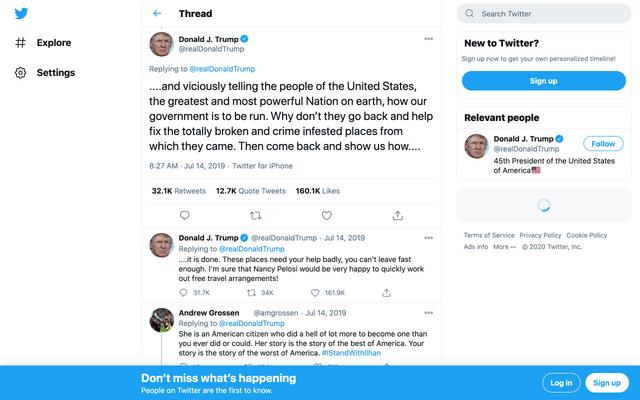 Explore
Settings
Thread
Donald J. Trump
@realDonaldTrump
Replying to @realDonaldTrump
....and viciously telling the people of the United States,
the greatest and most powerful Nation on earth, how our
government is to be run. Why don't they go back and help
fix the totally broken and crime infested places from
which they came. Then come back and show us how....
8:27 AM · Jul 14, 2019 · Twitter for iPhone
32.1K Retweets 12.7K Quote Tweets 160.1K Likes
Donald J. Trump @realDonaldTrump · Jul 14, 2019
Replying to @realDonaldTrump
....it is done. These places need your help badly, you can't leave fast
enough. I'm sure that Nancy Pelosi would be very happy to quickly work
out free travel arrangements!
31.7K 34K 161.9K
Andrew Grossen @amgrossen · Jul 14, 2019
Replying to @realDonaldTrump
She is an American citizen who did a hell of lot more to become one than
you ever did or could. Her story is the story of the best of America. Your
story is the story of the worst of America. #IStandWithIlhan
Search Twitter
New to Twitter?
Sign up now to get your own personalized timeline!
Sign up
Relevant people
Donald J. Trump
@realDonaldTrump
Follow
45th President of the United States
of America🇺🇸
Terms of Service Privacy Policy Cookie Policy
Ads info More ··· © 2020 Twitter, Inc.
Don't miss what's happening
People on Twitter are the first to know.
Log in
Sign up